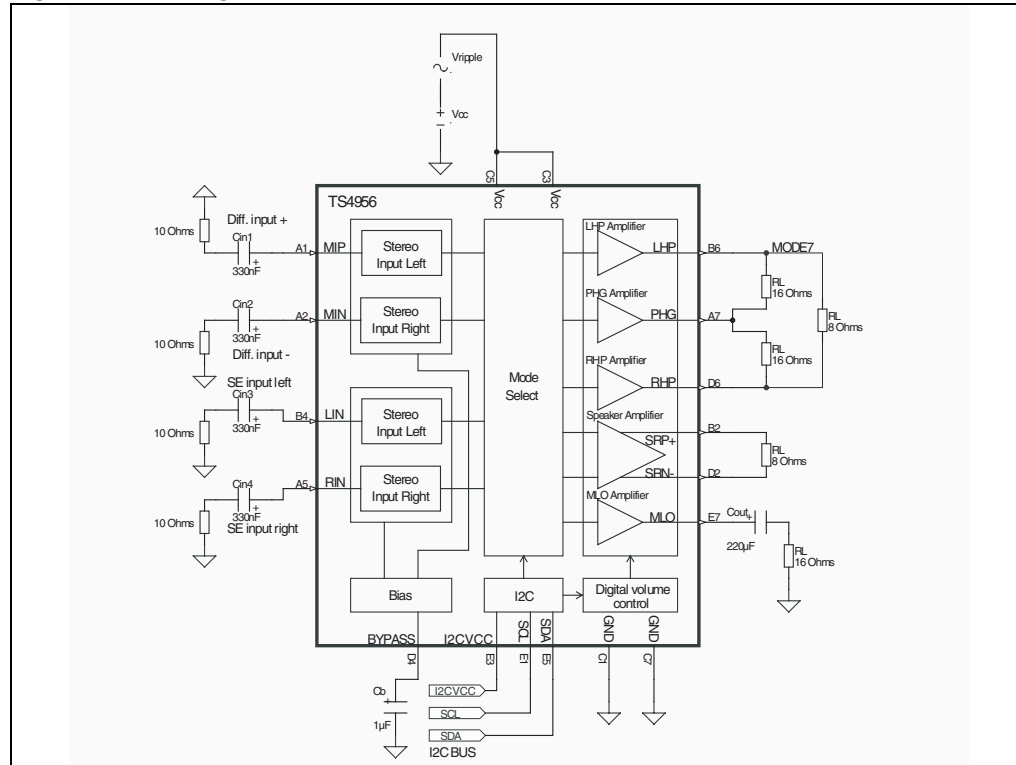 Vripple
Vcc
C5
C3
Vcc
Vcc
TS4956
10 Ohms
Diff. input +
Cin1
330nF
A1
MIP
Stereo
Input Left
Cin2
330nF
10 Ohms
Diff. input -
A2
MIN
Stereo
Input Right
SE input left
Cin3
330nF
10 Ohms
B4
LIN
Stereo
Input Left
Cin4
330nF
10 Ohms
SE input right
A5
RIN
Stereo
Input Right
Mode
Select
LHP Amplifier
LHP
B6
MODE7
PHG Amplifier
PHG
A7
RL
16 Ohms
RL
8 Ohms
RL
16 Ohms
RHP Amplifier
RHP
D6
Speaker Amplifier
SRP+
SRN-
B2
D2
RL
8 Ohms
MLO Amplifier
MLO
E7
Cout
220µF
RL
16 Ohms
Bias
I2C
Digital volume
control
BYPASS
I2CVCC
SCL
SDA
GND
GND
D4
E3
E1
E5
C1
C7
Cb
1µF
I2CVCC
SCL
SDA
I2C BUS